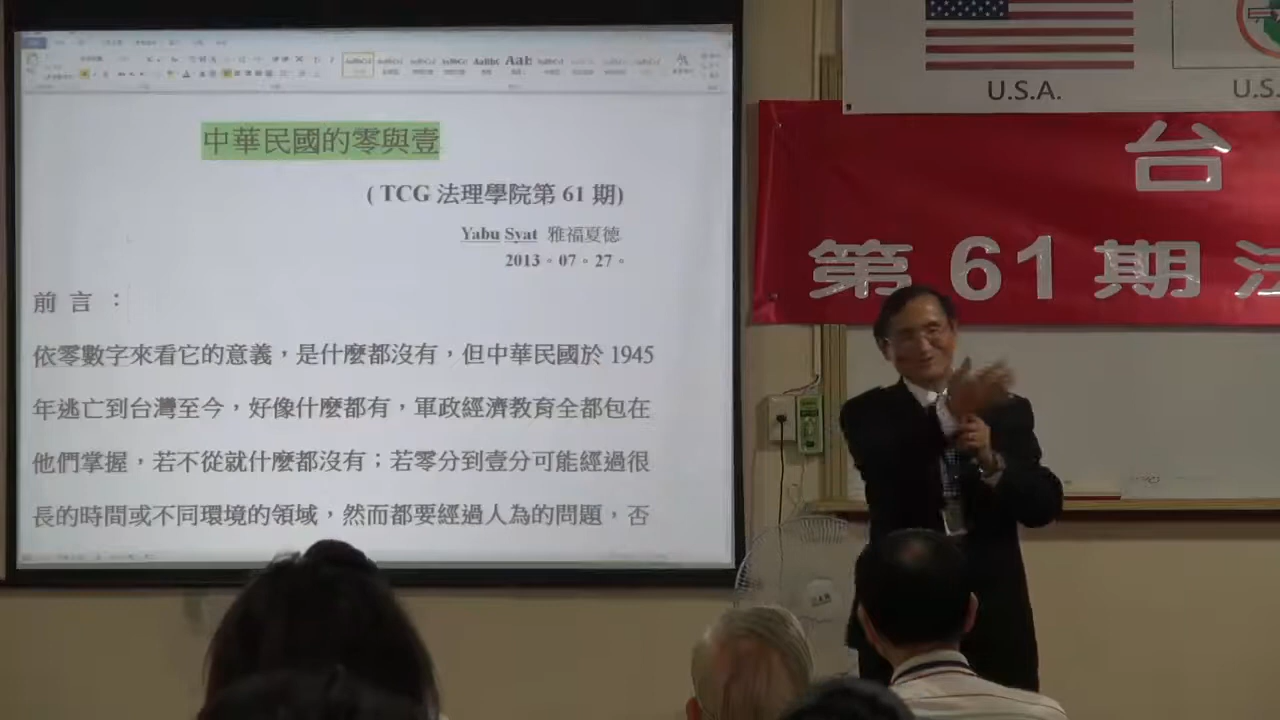 中華民國的零與壹
( TCG 法理學院第 61 期)
Yabu Syat 雅福夏德
2013。07。27。
前 言 ：
依零數字來看它的意義，是什麼都沒有，但中華民國於 1945
年逃亡到台灣至今，好像什麼都有，軍政經濟教育全都包在
他們掌握，若不從就什麼都沒有；若零分到壹分可能經過很
長的時間或不同環境的領域，然而都要經過人為的問題，否
U.S.A.
U.S.
台
第 61 期 法